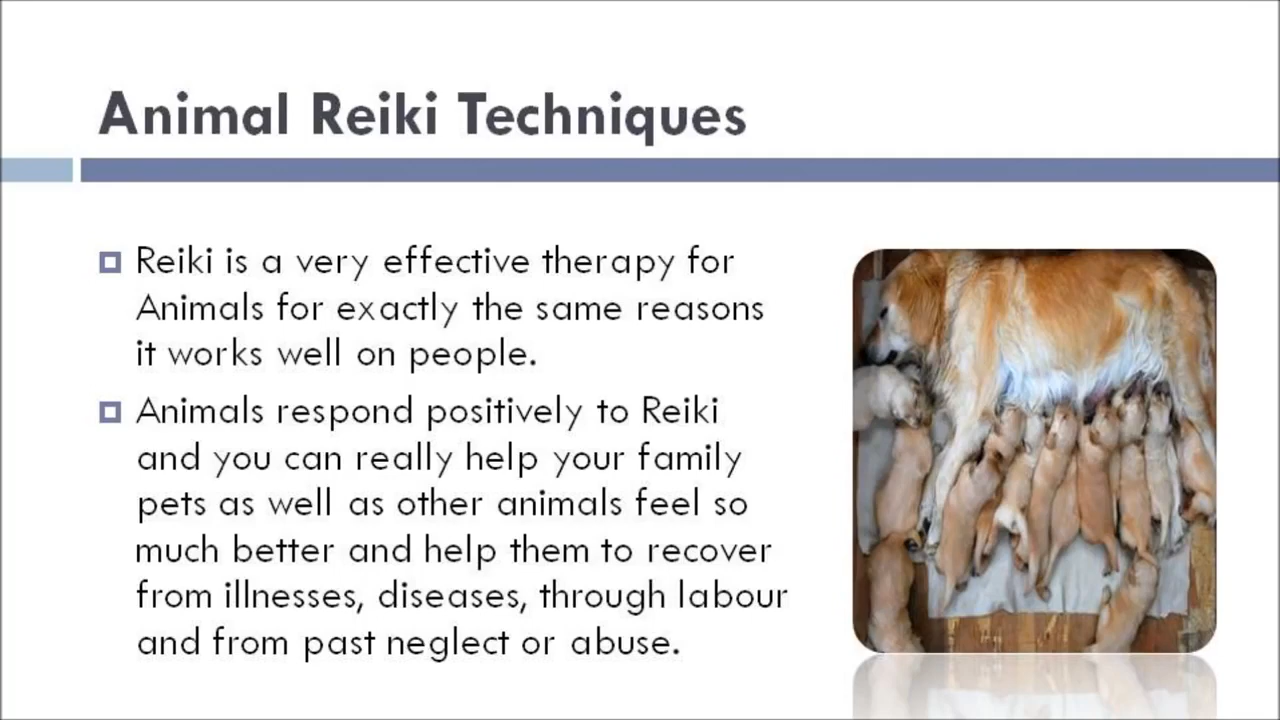 Animal Reiki Techniques
Reiki is a very effective therapy for
Animals for exactly the same reasons
it works well on people.
Animals respond positively to Reiki
and you can really help your family
pets as well as other animals feel so
much better and help them to recover
from illnesses, diseases, through labour
and from past neglect or abuse.